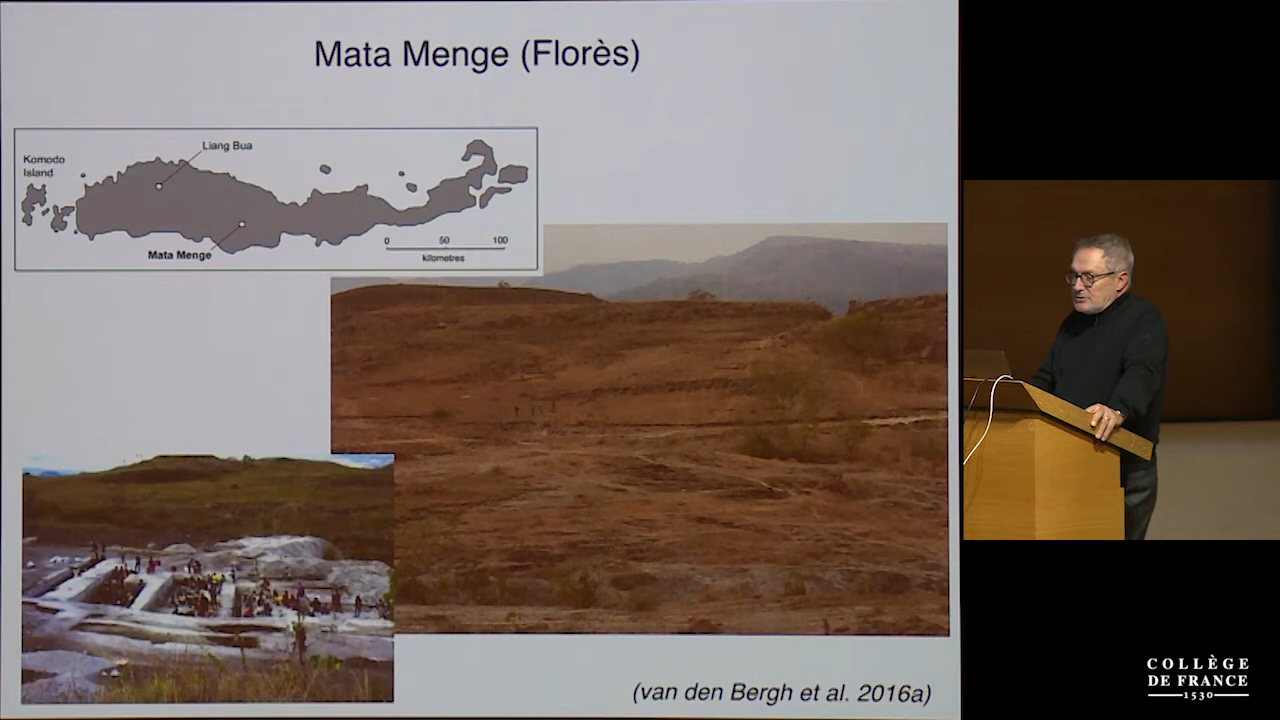 Mata Menge (Florès)
Komodo
Island
Liang Bua
Mata Menge
0 50 100
kilometres
(van den Bergh et al. 2016a)
COLLÈGE
DE FRANCE
1530